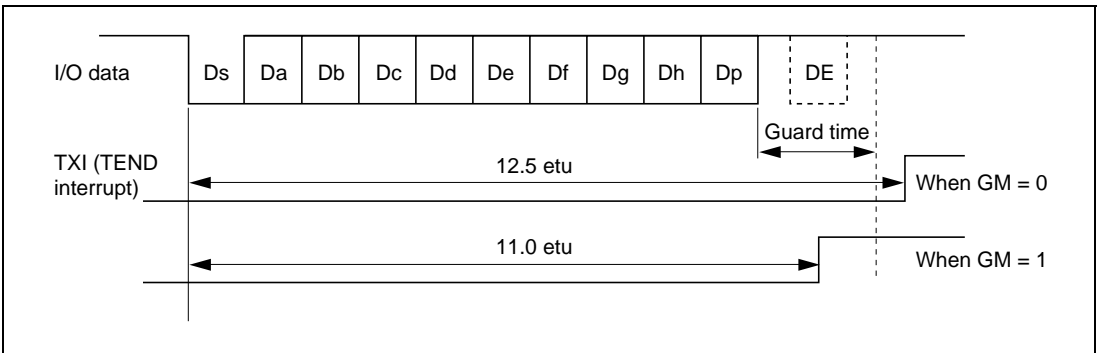 I/O data
Ds Da Db Dc Dd De Df Dg Dh Dp DE
Guard time
TXI (TEND
interrupt)
12.5 etu
When GM = 0
11.0 etu
When GM = 1